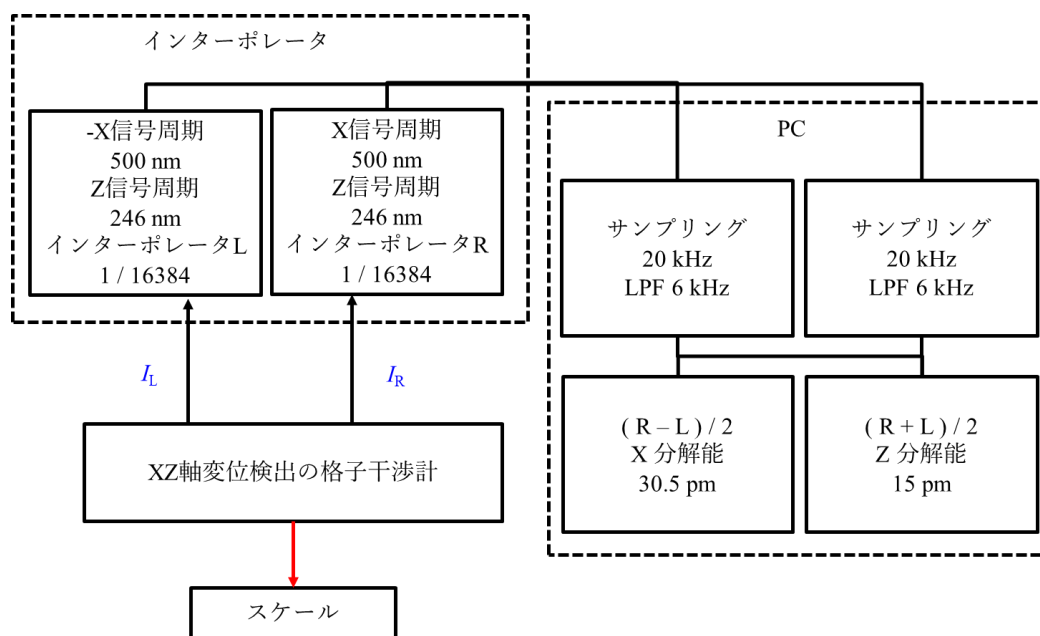 インターポレータ
-X信号周期
500 nm
Z信号周期
246 nm
インターポレータL
1 / 16384
X信号周期
500 nm
Z信号周期
246 nm
インターポレータR
1 / 16384
PC
サンプリング
20 kHz
LPF 6 kHz
サンプリング
20 kHz
LPF 6 kHz
IL
IR
( R – L ) / 2
X 分解能
30.5 pm
( R + L ) / 2
Z 分解能
15 pm
XZ軸変位検出の格子干渉計
スケール